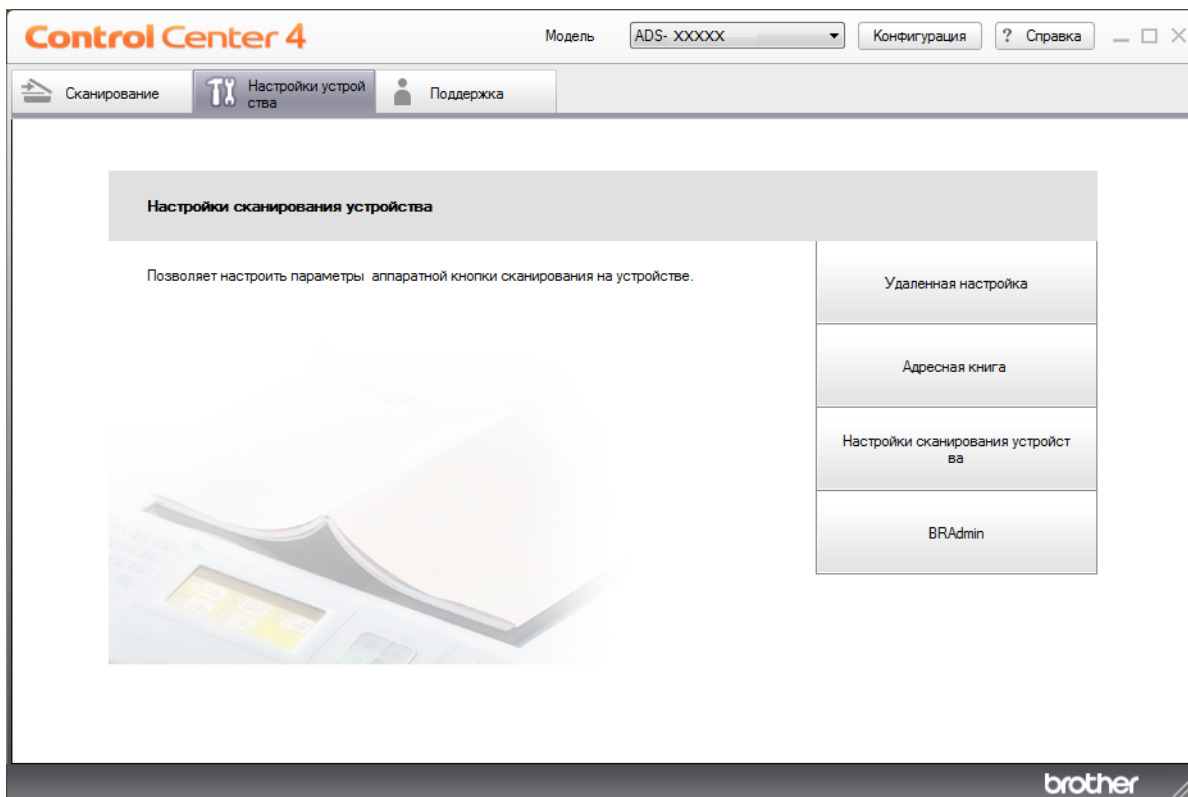 Control Center 4
Модель
ADS- XXXXX
Конфигурация
? Справка
Сканирование
Настройки устрой
ства
Поддержка
Настройки сканирования устройства
Позволяет настроить параметры аппаратной кнопки сканирования на устройстве.
Удаленная настройка
Адресная книга
Настройки сканирования устройст
ва
BRAdmin
brother